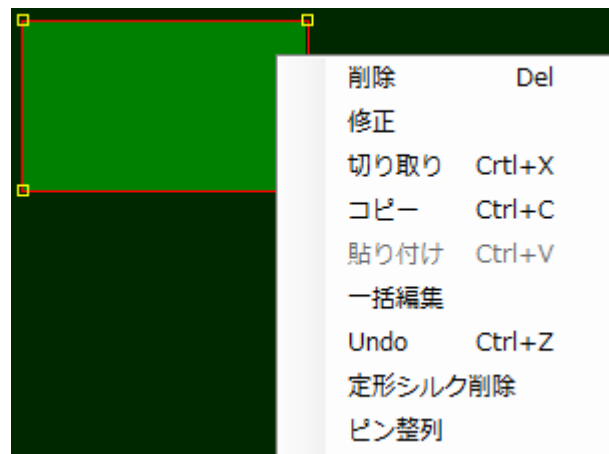 削除 Del
修正
切り取り Crtl+X
コピー Ctrl+C
貼り付け Ctrl+V
一括編集
Undo Ctrl+Z
定形シルク削除
ピン整列